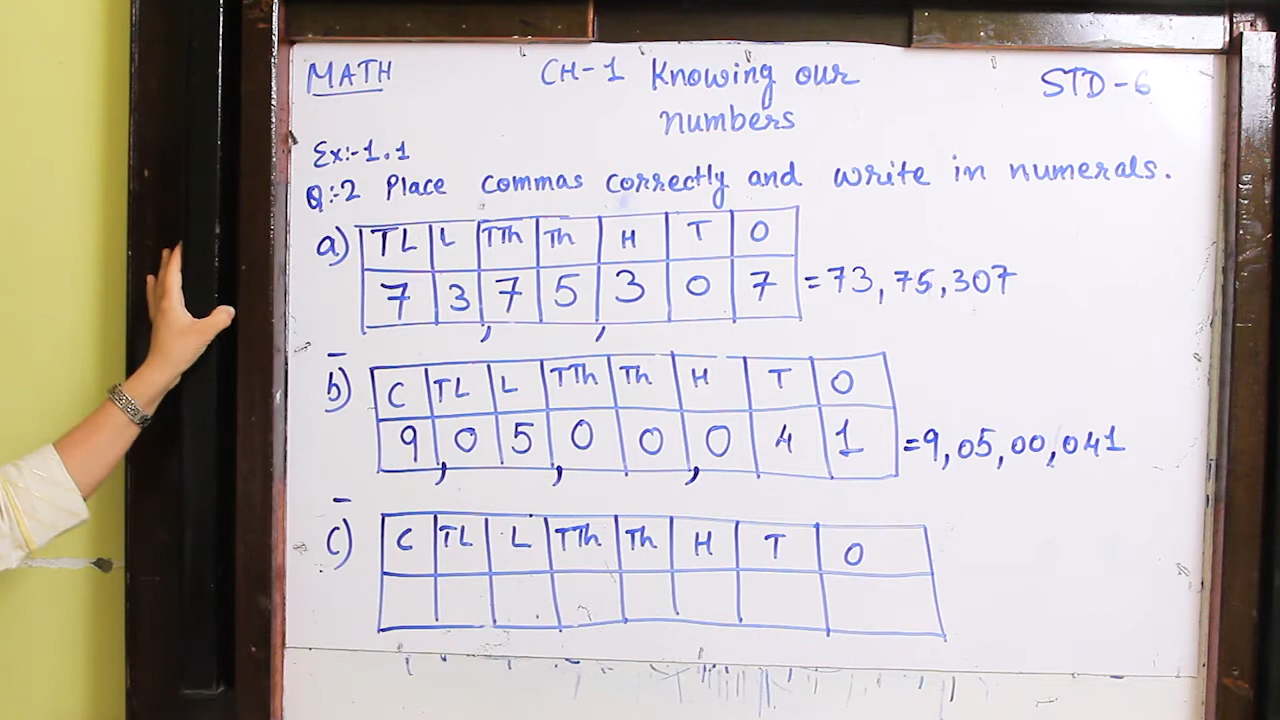 MATH CH-1 Knowing our STD-6
numbers
Ex:-1.1
Q:-2 Place commas correctly and write in numerals.
a) TL L TTh Th H T O
7 3, 7 5, 3 0 7 = 73,75,307
b) C TL L TTh Th H T O
9, 0 5, 0 0, 0 4 1 = 9,05,00,041
c) C TL L TTh Th H T O